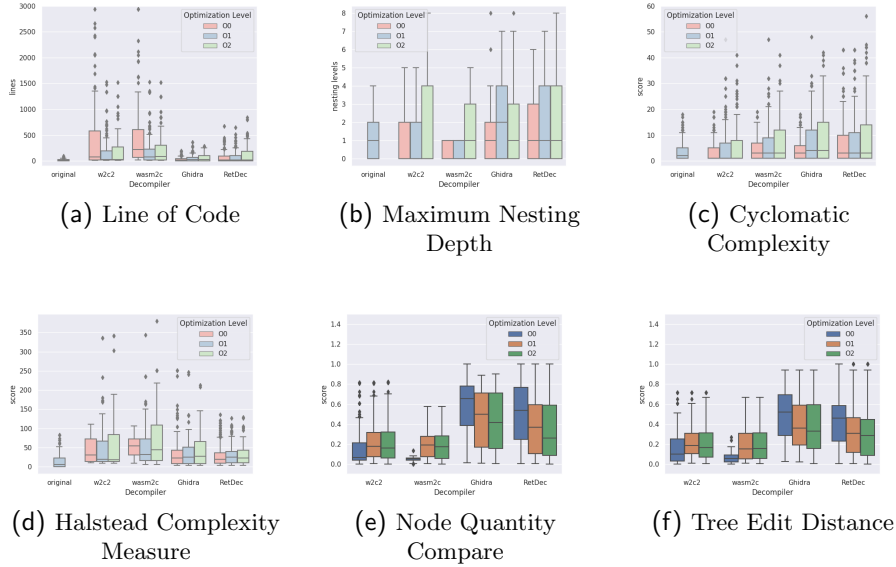 Optimization Level
O0
O1
O2
3000
2500
2000
1500
1000
500
0
lines
original w2c2 wasm2c Ghidra RetDec
Decompiler
(a) Line of Code
Optimization Level
O0
O1
O2
8
7
6
5
4
3
2
1
0
nesting levels
original w2c2 wasm2c Ghidra RetDec
Decompiler
(b) Maximum Nesting
Depth
Optimization Level
O0
O1
O2
60
50
40
30
20
10
0
score
original w2c2 wasm2c Ghidra RetDec
Decompiler
(c) Cyclomatic
Complexity
Optimization Level
O0
O1
O2
350
300
250
200
150
100
50
0
score
original w2c2 wasm2c Ghidra RetDec
Decompiler
(d) Halstead Complexity
Measure
Optimization Level
O0
O1
O2
1.4
1.2
1.0
0.8
0.6
0.4
0.2
0.0
score
w2c2 wasm2c Ghidra RetDec
Decompiler
(e) Node Quantity
Compare
Optimization Level
O0
O1
O2
1.4
1.2
1.0
0.8
0.6
0.4
0.2
0.0
score
w2c2 wasm2c Ghidra RetDec
Decompiler
(f) Tree Edit Distance